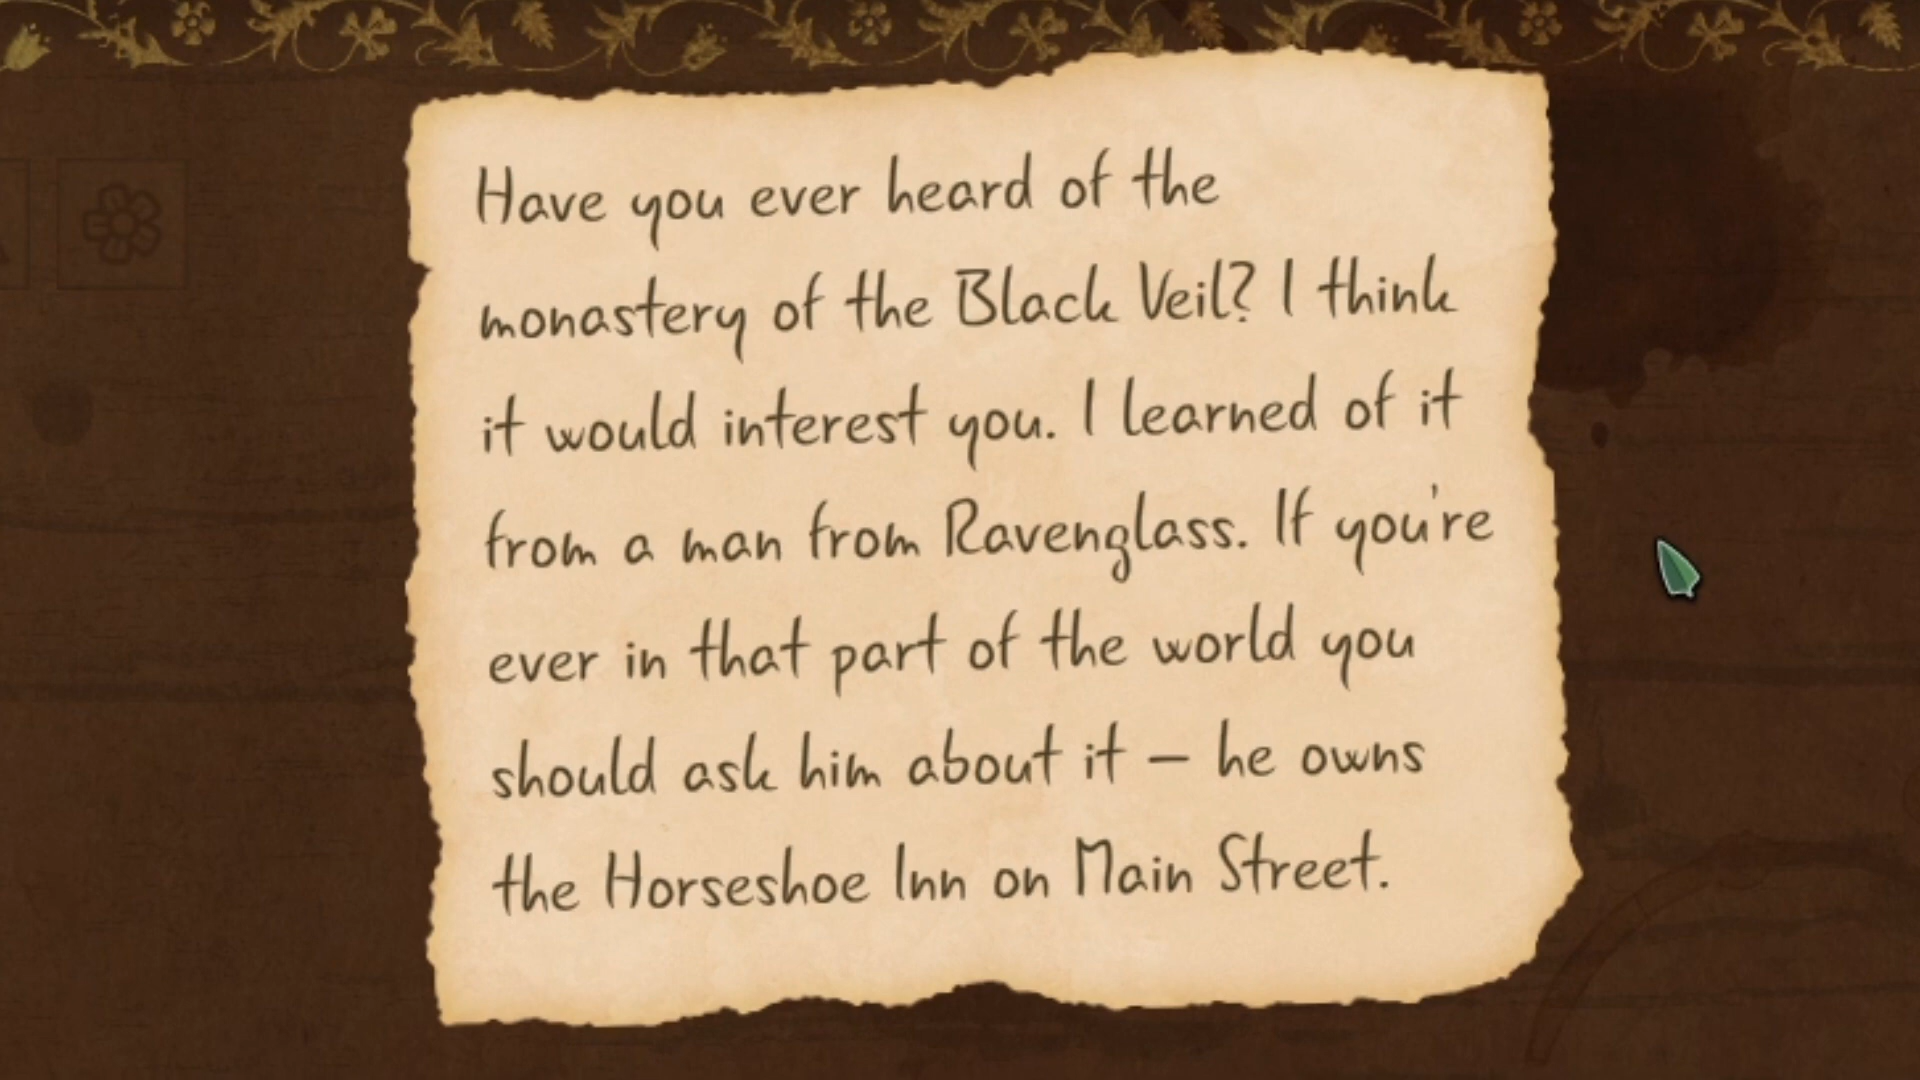 Have you ever heard of the
monastery of the Black Veil? I think
it would interest you. I learned of it
from a man from Ravenglass. If you're
ever in that part of the world you
should ask him about it – he owns
the Horseshoe Inn on Main Street.